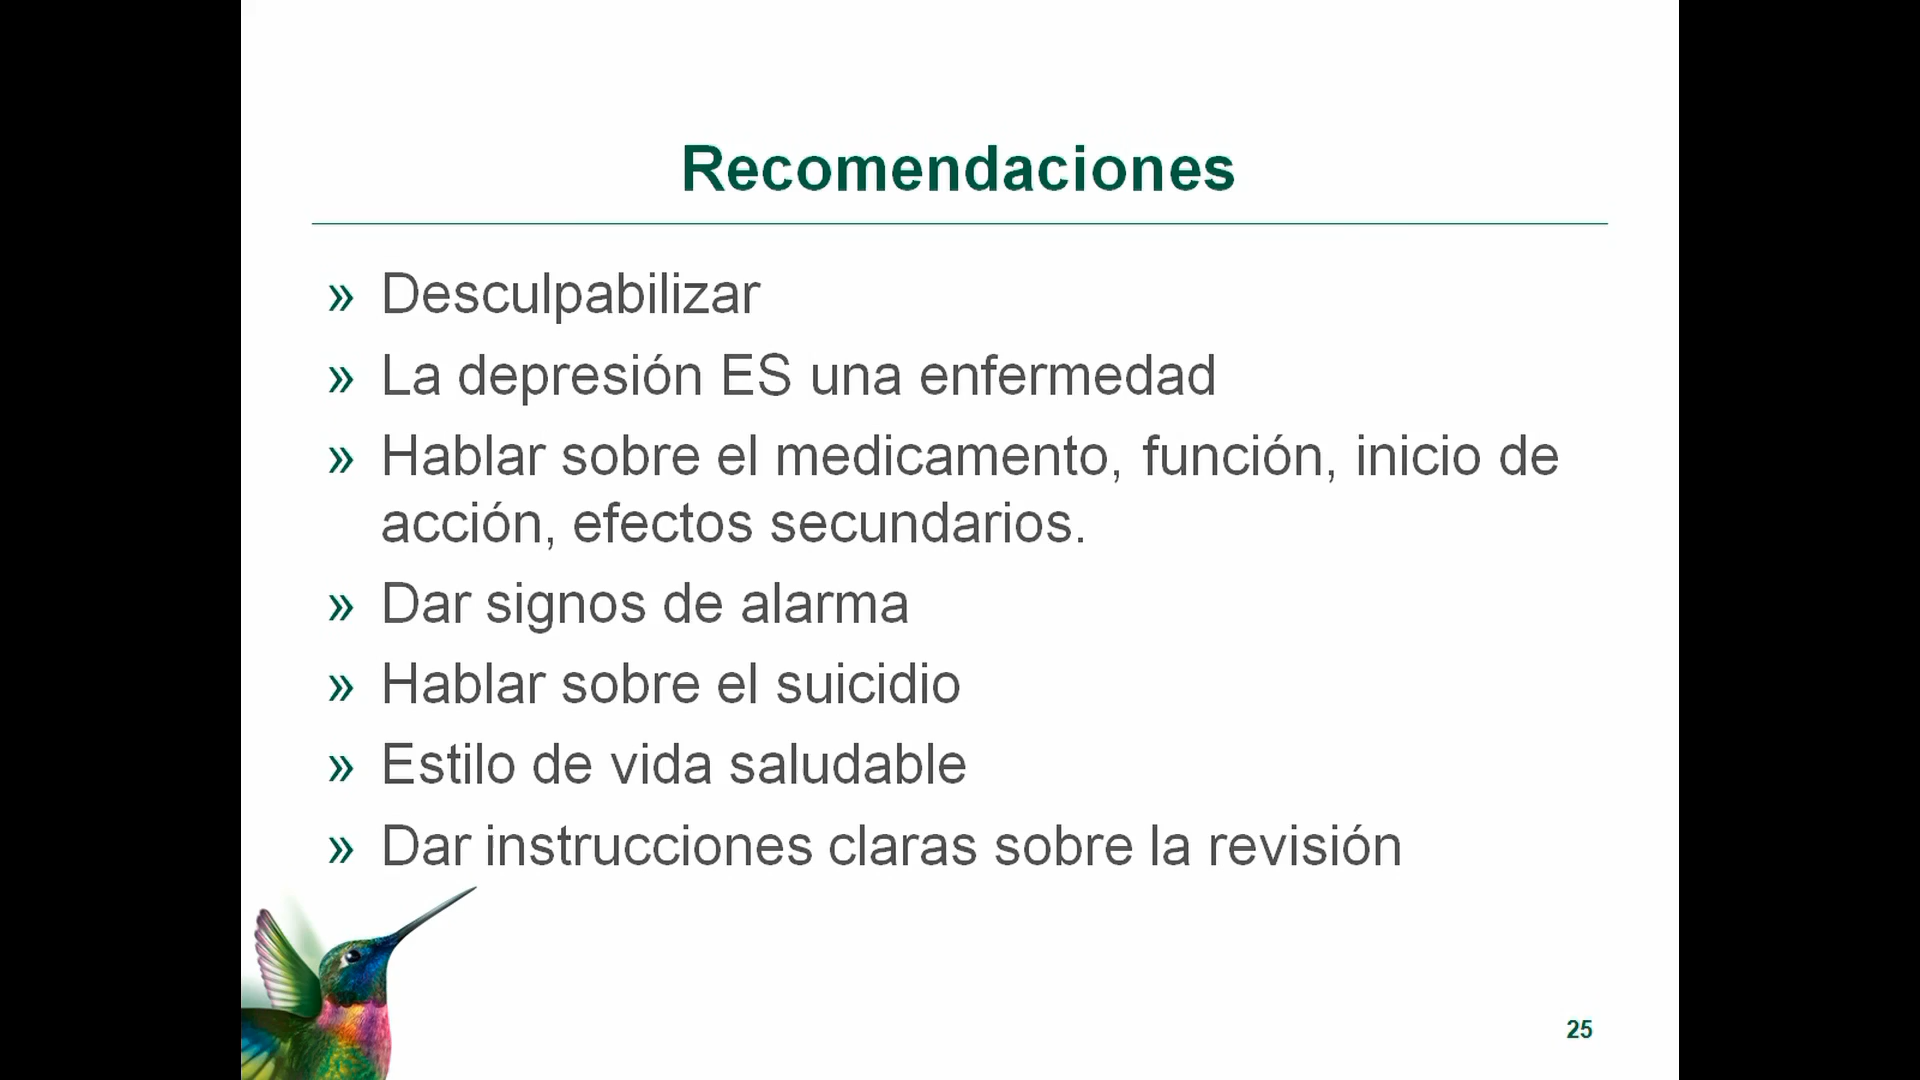 Recomendaciones
» Desculpabilizar
» La depresión ES una enfermedad
» Hablar sobre el medicamento, función, inicio de
acción, efectos secundarios.
» Dar signos de alarma
» Hablar sobre el suicidio
» Estilo de vida saludable
» Dar instrucciones claras sobre la revisión
25